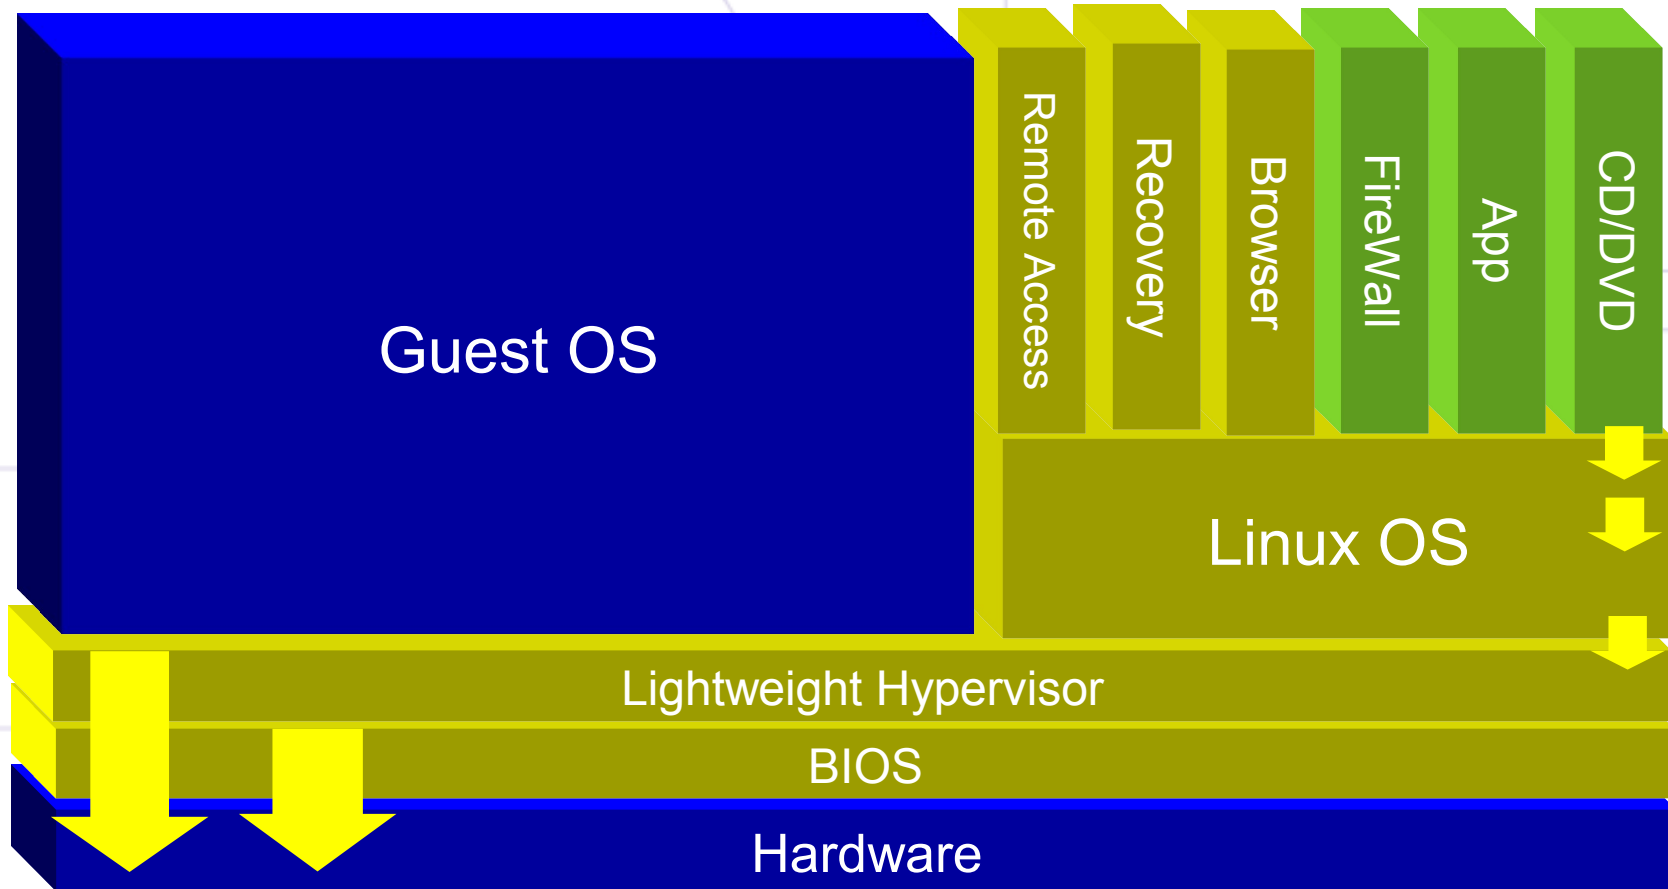 Guest OS
Remote Access
Recovery
Browser
FireWall
App
CD/DVD
Linux OS
Lightweight Hypervisor
BIOS
Hardware